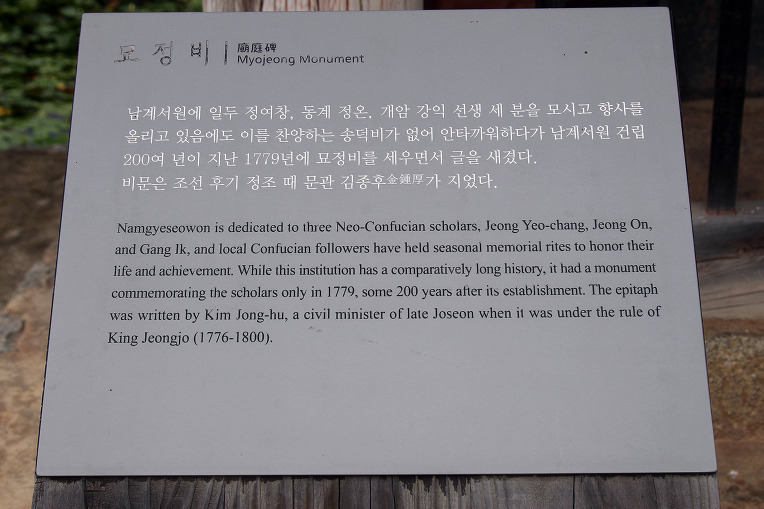 묘정비 廟庭碑
Myojeong Monument
남계서원에 일두 정여창, 동계 정온, 개암 강익 선생 세 분을 모시고 향사를
올리고 있음에도 이를 찬양하는 송덕비가 없어 안타까워하다가 남계서원 건립
200여 년이 지난 1779년에 묘정비를 세우면서 글을 새겼다.
비문은 조선 후기 정조 때 문관 김종후金鍾厚가 지었다.
Namgyeseowon is dedicated to three Neo-Confucian scholars, Jeong Yeo-chang, Jeong On,
and Gang Ik, and local Confucian followers have held seasonal memorial rites to honor their
life and achievement. While this institution has a comparatively long history, it had a monument
commemorating the scholars only in 1779, some 200 years after its establishment. The epitaph
was written by Kim Jong-hu, a civil minister of late Joseon when it was under the rule of
King Jeongjo (1776-1800).